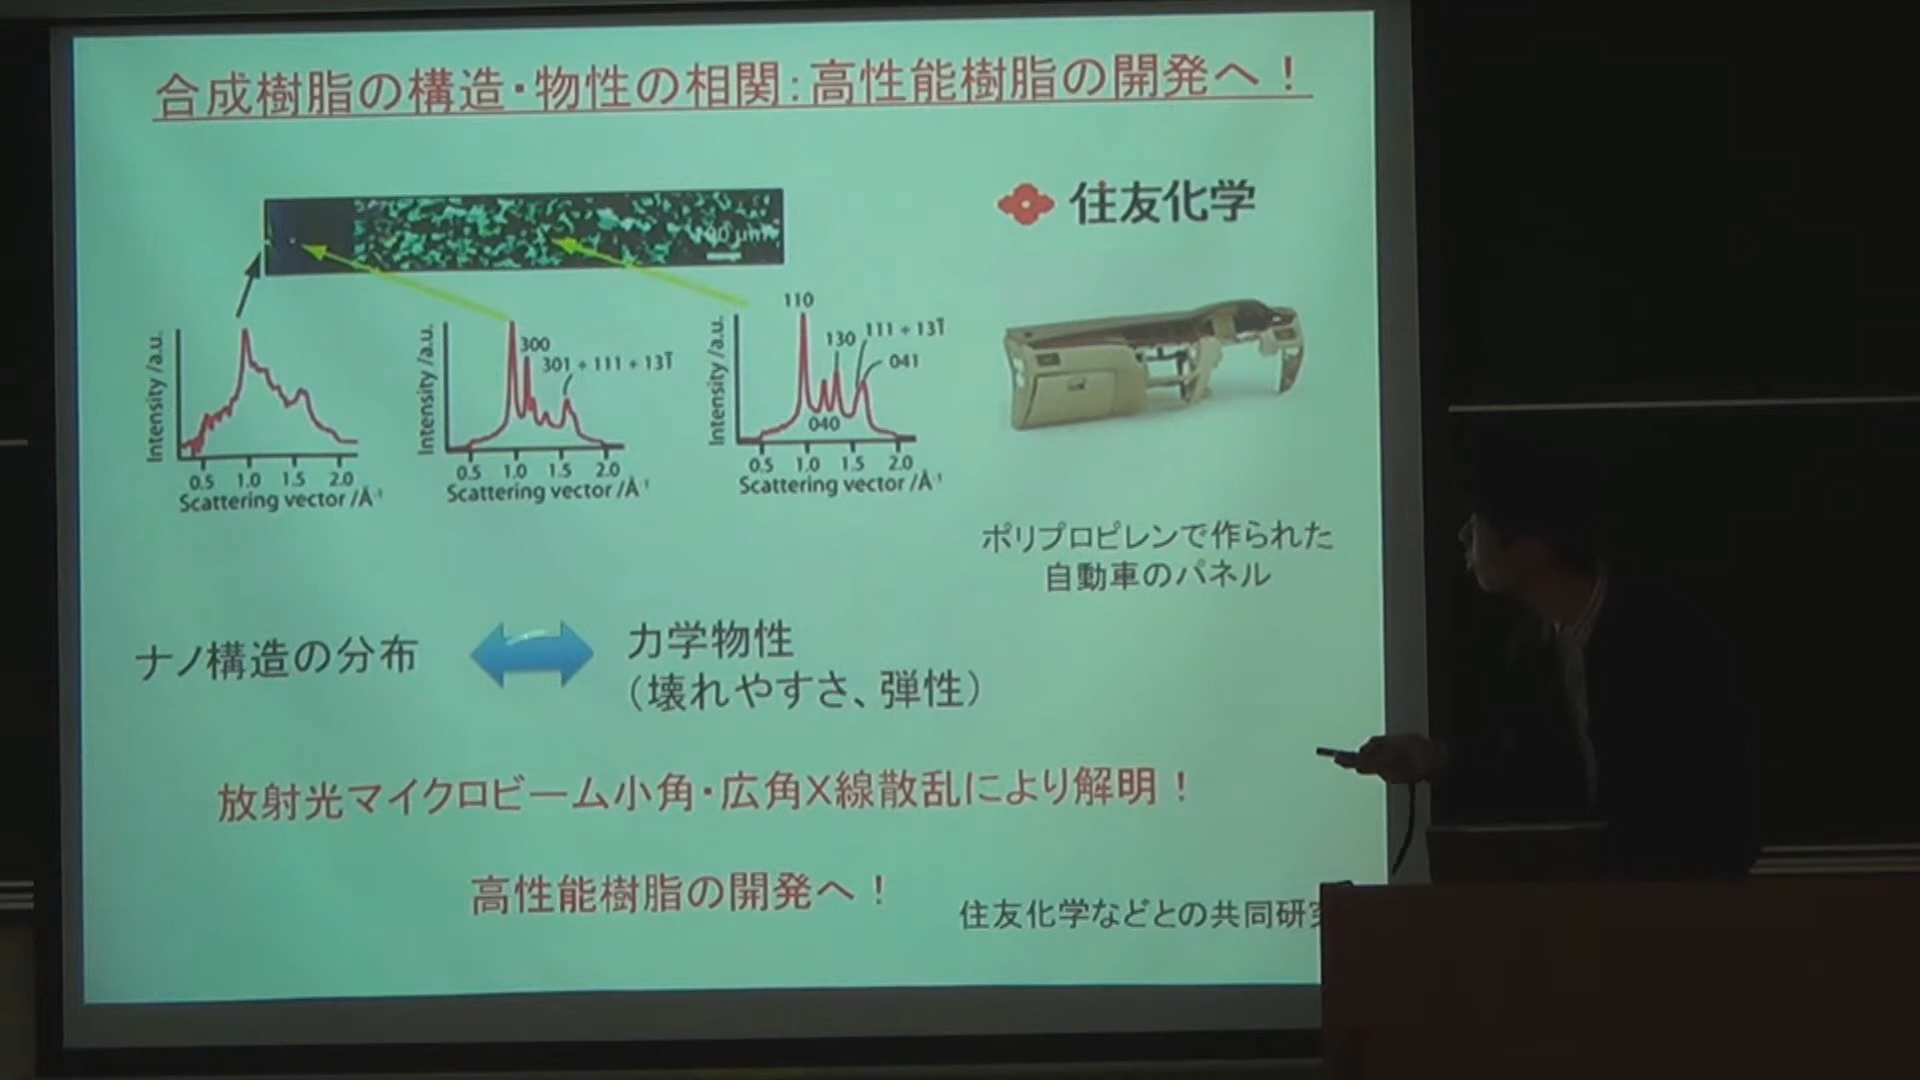 合成樹脂の構造・物性の相関：高性能樹脂の開発へ！
住友化学
100 μm
Intensity /a.u.
0.5 1.0 1.5 2.0
Scattering vector /Å⁻¹
Intensity /a.u.
300
301 + 111 + 131̅
0.5 1.0 1.5 2.0
Scattering vector /Å⁻¹
Intensity /a.u.
110
130
111 + 131̅
041
040
0.5 1.0 1.5 2.0
Scattering vector /Å⁻¹
ポリプロピレンで作られた
自動車のパネル
ナノ構造の分布
力学物性
（壊れやすさ、弾性）
放射光マイクロビーム小角・広角X線散乱により解明！
高性能樹脂の開発へ！
住友化学などとの共同研究